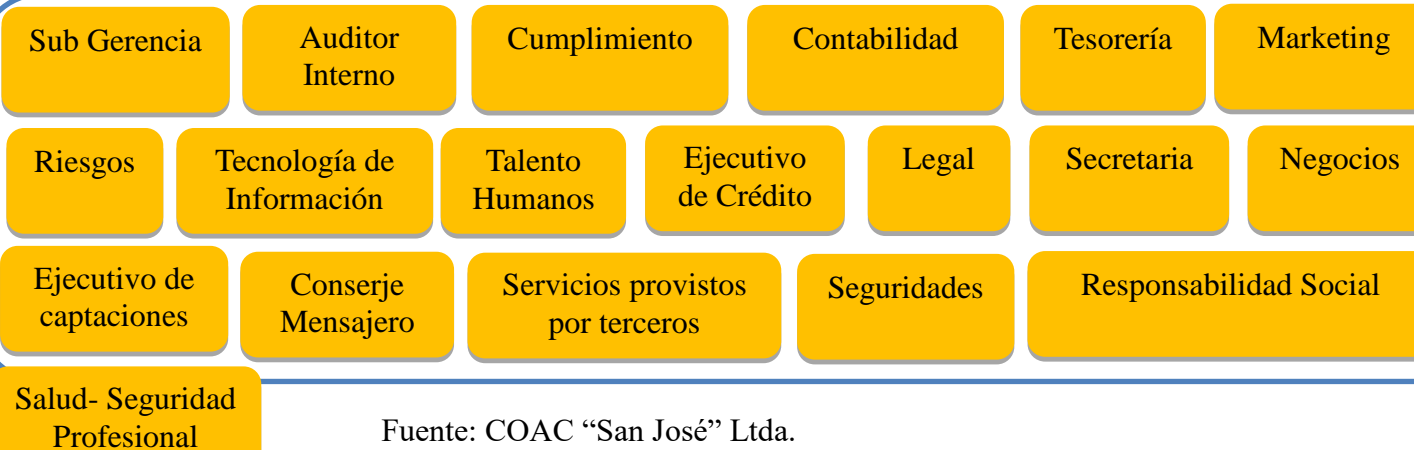 Sub Gerencia
Auditor
Interno
Cumplimiento
Contabilidad
Tesorería
Marketing
Riesgos
Tecnología de
Información
Talento
Humanos
Ejecutivo
de Crédito
Legal
Secretaria
Negocios
Ejecutivo de
captaciones
Conserje
Mensajero
Servicios provistos
por terceros
Seguridades
Responsabilidad Social
Salud- Seguridad
Profesional
Fuente: COAC “San José” Ltda.